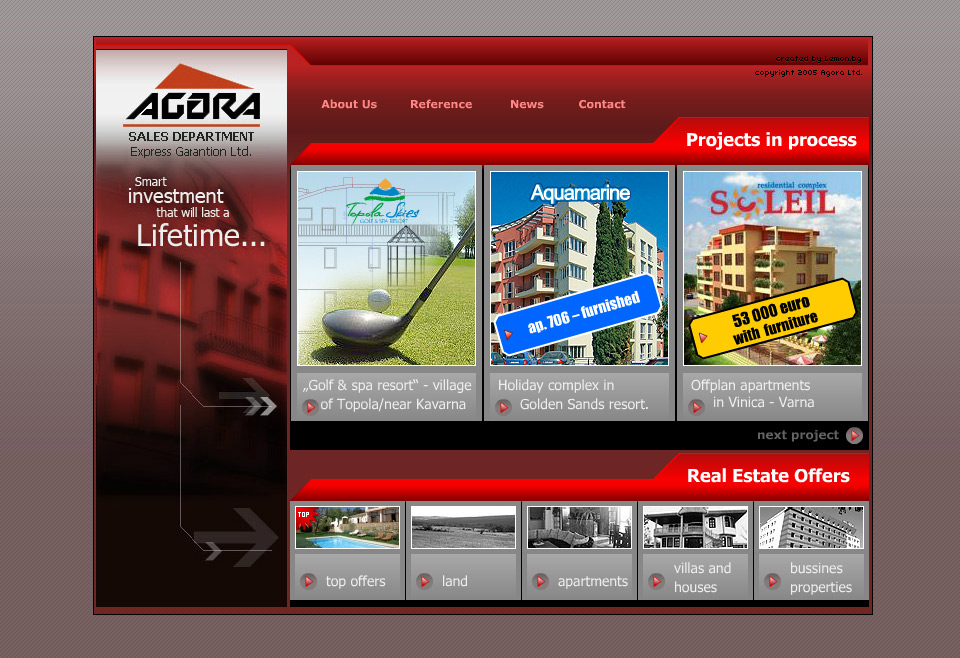 created by Lemon.bg
copyright 2005 Agora Ltd.
AGORA
SALES DEPARTMENT
Express Garantion Ltd.
About Us
Reference
News
Contact
Smart
investment
that will last a
Lifetime...
Projects in process
Topola Skies
GOLF & SPA RESORT
„Golf & spa resort“ - village
of Topola/near Kavarna
Aquamarine
ap. 706 – furnished
Holiday complex in
Golden Sands resort.
residential complex
SOLEIL
53 000 euro
with furniture
Offplan apartments
in Vinica - Varna
next project
Real Estate Offers
TOP
top offers
land
apartments
villas and
houses
bussines
properties